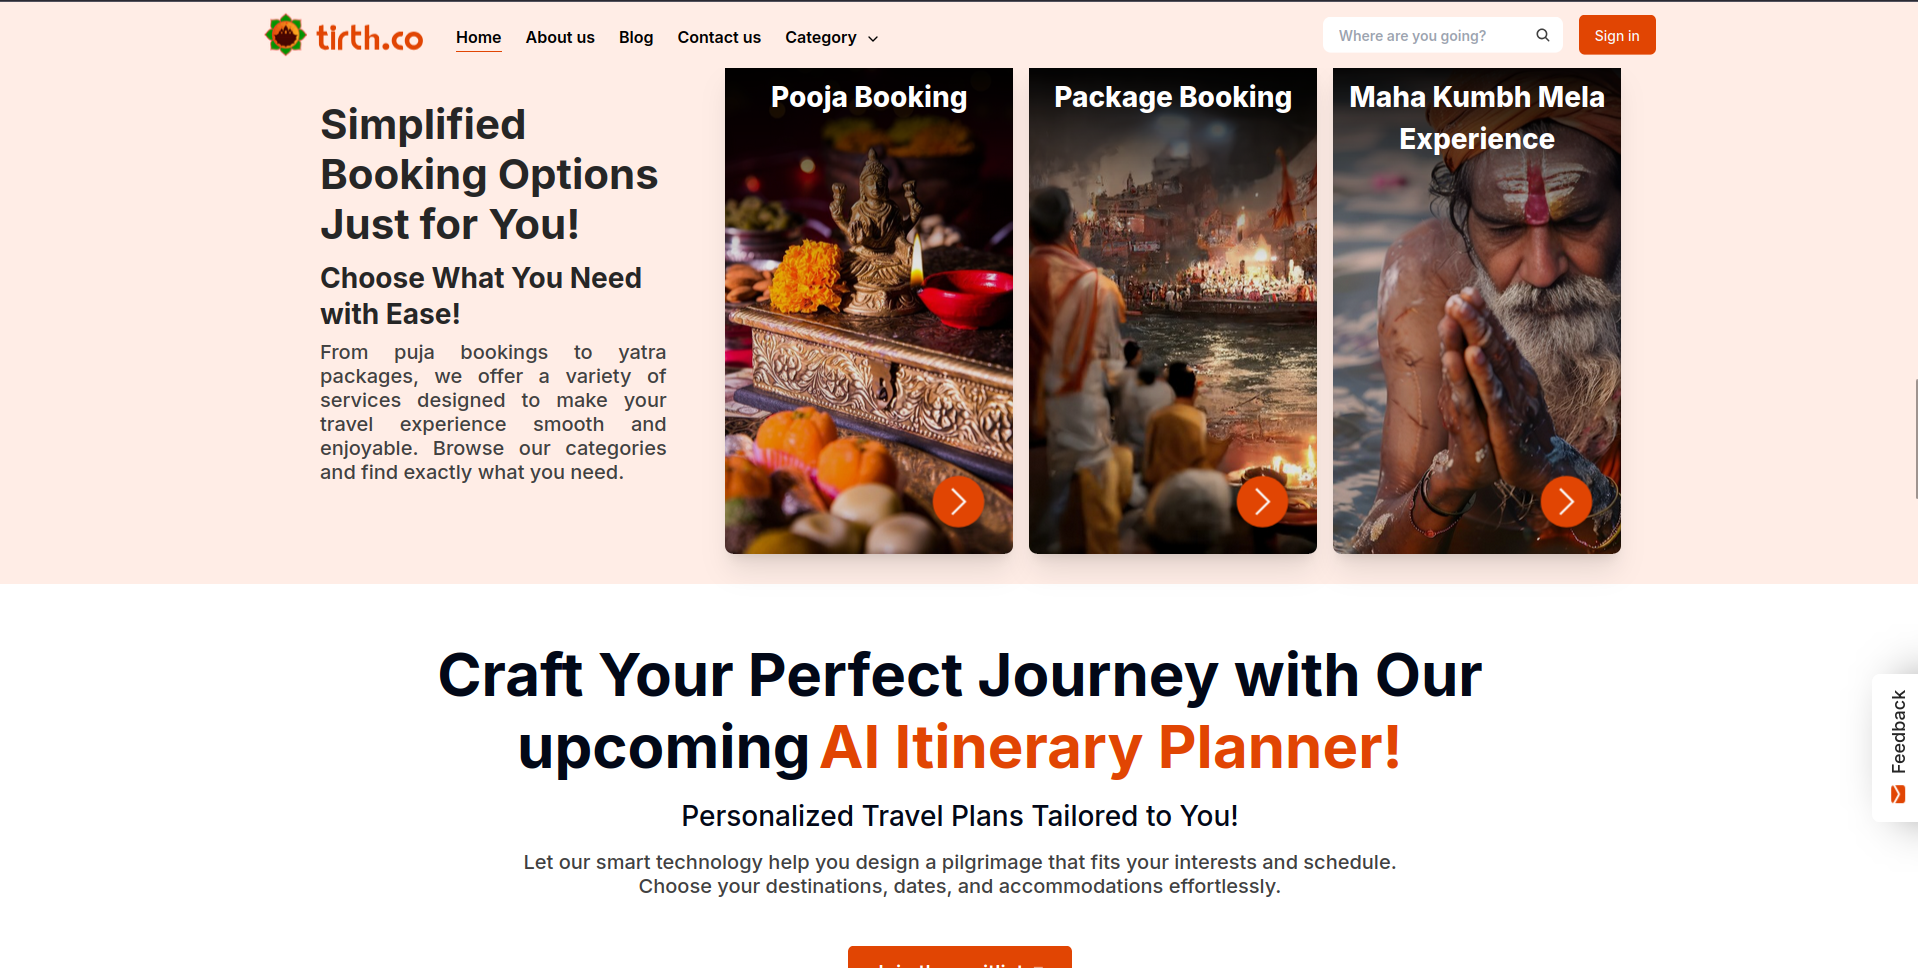 tirth.co
Home About us Blog Contact us Category
Where are you going?
Sign in
Simplified
Booking Options
Just for You!
Choose What You Need
with Ease!
From puja bookings to yatra
packages, we offer a variety of
services designed to make your
travel experience smooth and
enjoyable. Browse our categories
and find exactly what you need.
Pooja Booking
Package Booking
Maha Kumbh Mela
Experience
Craft Your Perfect Journey with Our
upcoming AI Itinerary Planner!
Personalized Travel Plans Tailored to You!
Let our smart technology help you design a pilgrimage that fits your interests and schedule.
Choose your destinations, dates, and accommodations effortlessly.
Feedback